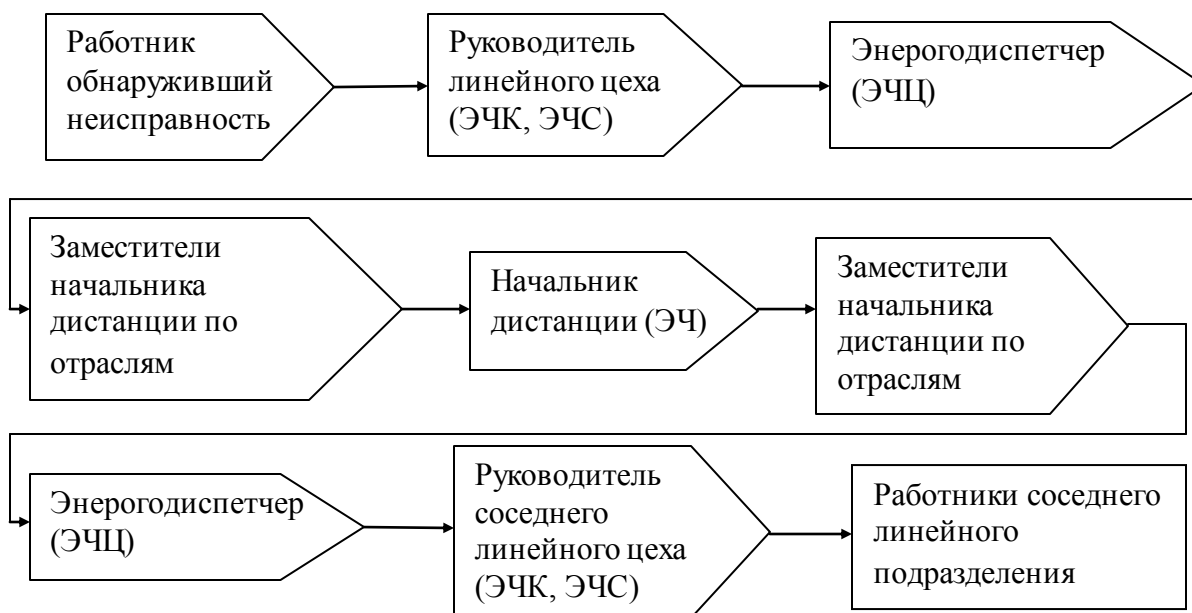 Работник
обнаруживший
неисправность
Руководитель
линейного цеха
(ЭЧК, ЭЧС)
Энерогодиспетчер
(ЭЧЦ)
Заместители
начальника
дистанции по
отраслям
Начальник
дистанции (ЭЧ)
Заместители
начальника
дистанции по
отраслям
Энерогодиспетчер
(ЭЧЦ)
Руководитель
соседнего
линейного цеха
(ЭЧК, ЭЧС)
Работники соседнего
линейного
подразделения